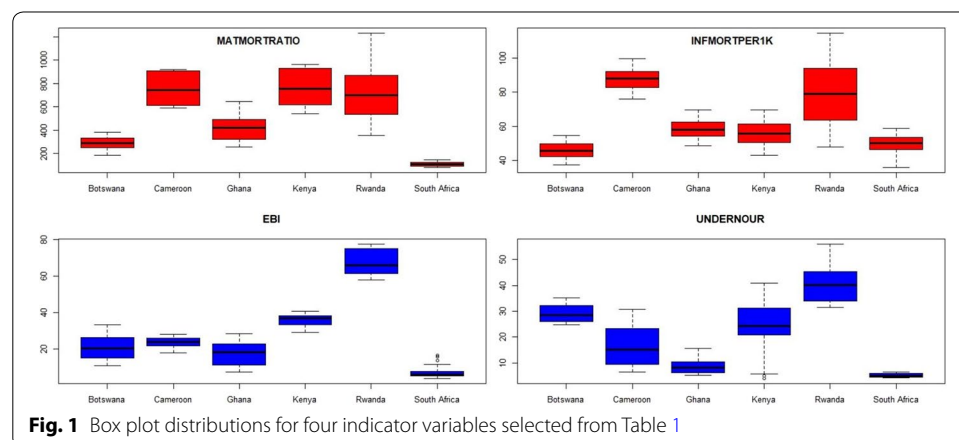 MATMORTRATIO
1000
800
600
400
200
Botswana Cameroon Ghana Kenya Rwanda South Africa
INFMORTPER1K
100
80
60
40
Botswana Cameroon Ghana Kenya Rwanda South Africa
EBI
80
60
40
20
Botswana Cameroon Ghana Kenya Rwanda South Africa
UNDERNOUR
50
40
30
20
10
Botswana Cameroon Ghana Kenya Rwanda South Africa
Fig. 1 Box plot distributions for four indicator variables selected from Table 1